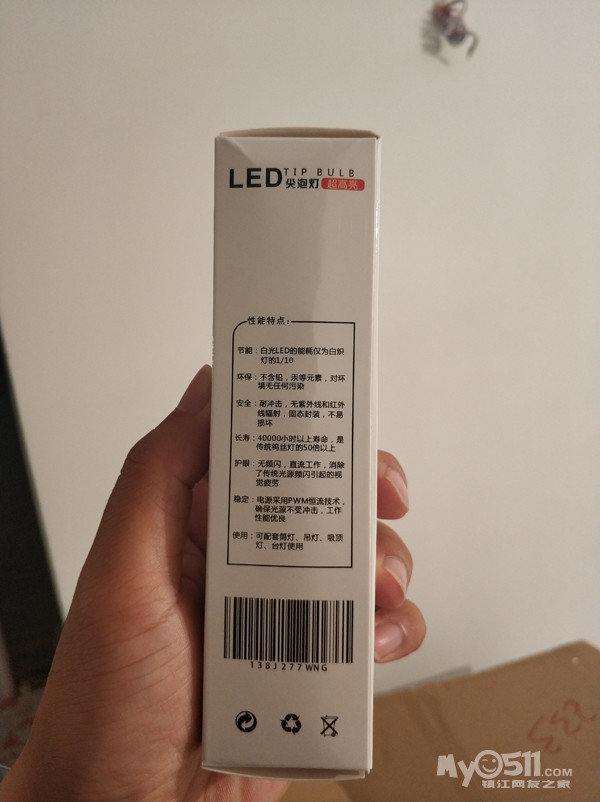 LED TIP BULB
尖泡灯 超高亮
性能特点：
节能：白光LED的能耗仅为白炽
灯的1/10
环保：不含铅，汞等元素，对环
境无任何污染
安全：耐冲击，无紫外线和红外
线辐射，固态封装，不易
损坏
长寿：40000小时以上寿命，是
传统钨丝灯的50倍以上
护眼：无频闪，直流工作，消除
了传统光源频闪引起的视
觉疲劳
稳定：电源采用PWM恒流技术，
确保光源不受冲击，工作
性能优良
使用：可配套筒灯、吊灯、吸顶
灯、台灯使用
138J277WNG
333
My0511.COM
镇江网友之家